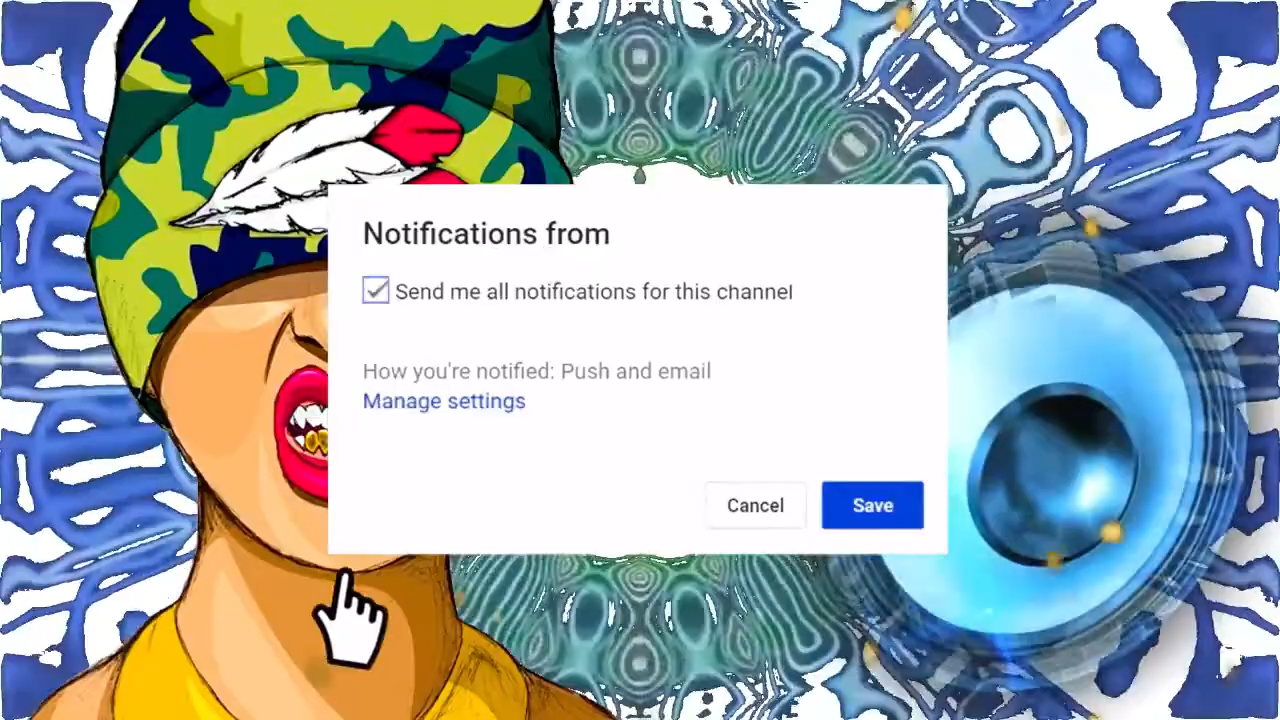 Notifications from
Send me all notifications for this channel
How you're notified: Push and email
Manage settings
Cancel
Save